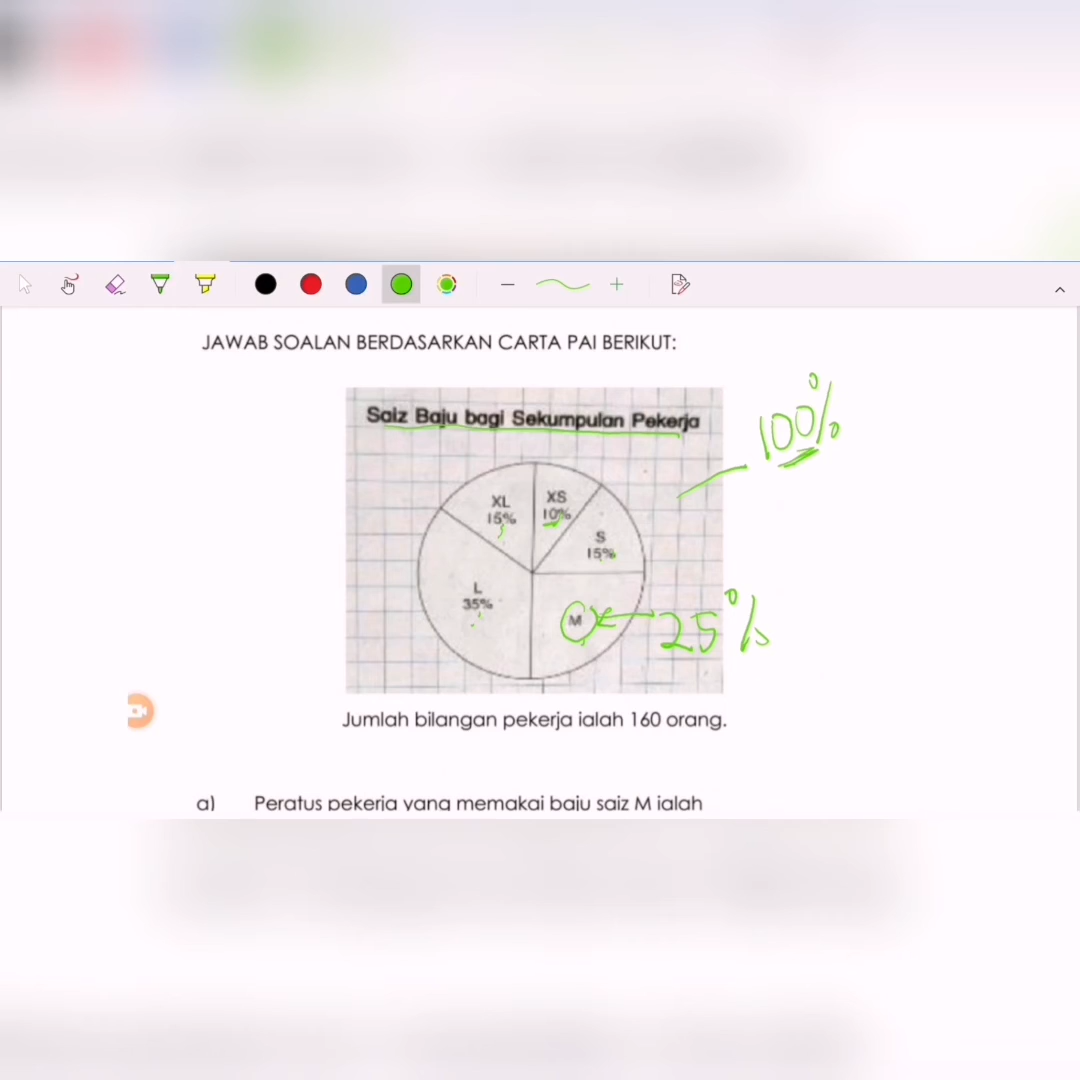 JAWAB SOALAN BERDASARKAN CARTA PAI BERIKUT:
100%
Saiz Baju bagi Sekumpulan Pekerja
XL
15%
XS
10%
S
15%
L
35%
M
25%
Jumlah bilangan pekerja ialah 160 orang.
a) Peratus pekerja yang memakai baju saiz M ialah